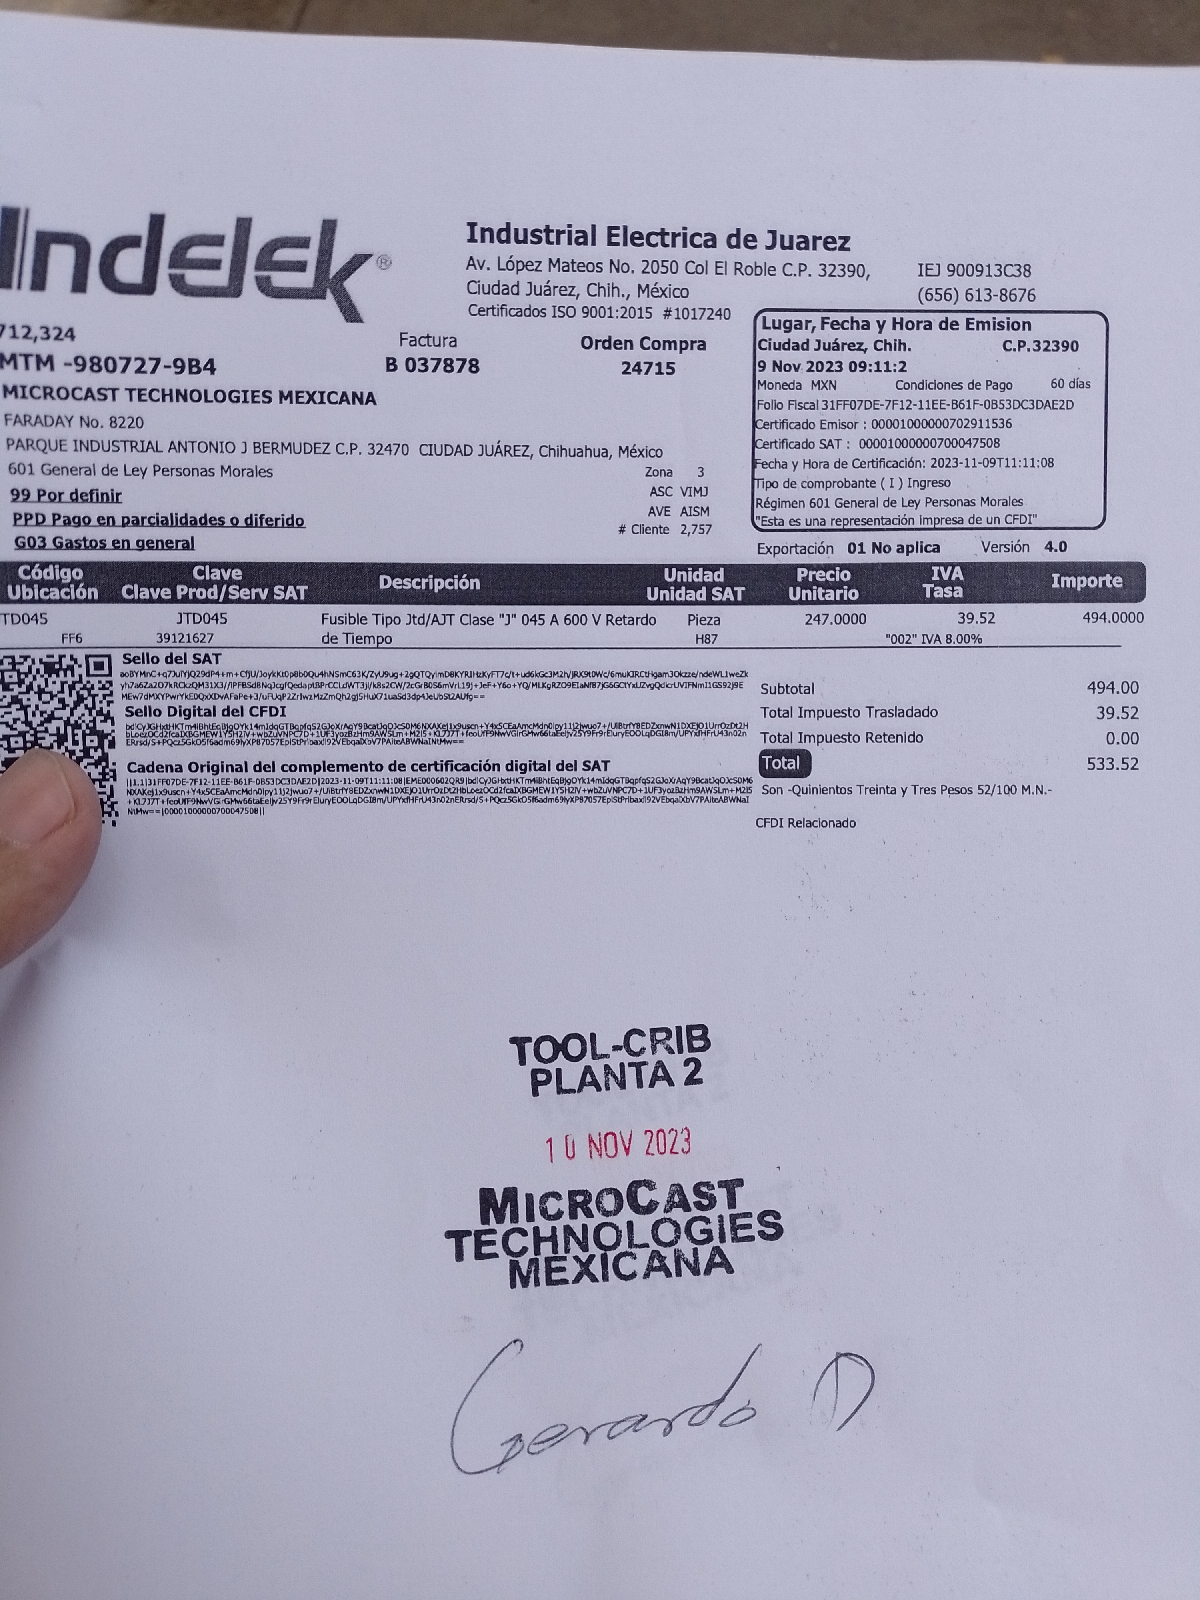 Indelek®
Industrial Electrica de Juarez
Av. López Mateos No. 2050 Col El Roble C.P. 32390,
Ciudad Juárez, Chih., México
Certificados ISO 9001:2015 #1017240
IEJ 900913C38
(656) 613-8676
712,324
MTM -980727-9B4
Factura
B 037878
Orden Compra
24715
MICROCAST TECHNOLOGIES MEXICANA
FARADAY No. 8220
PARQUE INDUSTRIAL ANTONIO J BERMUDEZ C.P. 32470 CIUDAD JUÁREZ, Chihuahua, México
601 General de Ley Personas Morales
99 Por definir
PPD Pago en parcialidades o diferido
G03 Gastos en general
Zona 3
ASC VIMJ
AVE AISM
# Cliente 2,757
Lugar, Fecha y Hora de Emision
Ciudad Juárez, Chih. C.P.32390
9 Nov 2023 09:11:2
Moneda MXN Condiciones de Pago 60 días
Folio Fiscal 31FF07DE-7F12-11EE-B61F-0B53DC3DAE2D
Certificado Emisor : 00001000000702911536
Certificado SAT : 00001000000700047508
Fecha y Hora de Certificación: 2023-11-09T11:11:08
Tipo de comprobante ( I ) Ingreso
Régimen 601 General de Ley Personas Morales
"Esta es una representación impresa de un CFDI"
Exportación 01 No aplica Versión 4.0
Código Clave Descripción Unidad Precio IVA Importe
Ubicación Clave Prod/Serv SAT Unidad SAT Unitario Tasa
TD045 JTD045 Fusible Tipo Jtd/AJT Clase "J" 045 A 600 V Retardo Pieza 247.0000 39.52 494.0000
FF6 39121627 de Tiempo H87 "002" IVA 8.00%
Sello del SAT
Sello Digital del CFDI
Cadena Original del complemento de certificación digital del SAT
Subtotal 494.00
Total Impuesto Trasladado 39.52
Total Impuesto Retenido 0.00
Total 533.52
Son -Quinientos Treinta y Tres Pesos 52/100 M.N.-
CFDI Relacionado
TOOL-CRIB
PLANTA 2
10 NOV 2023
MICROCAST
TECHNOLOGIES
MEXICANA
Gerardo D